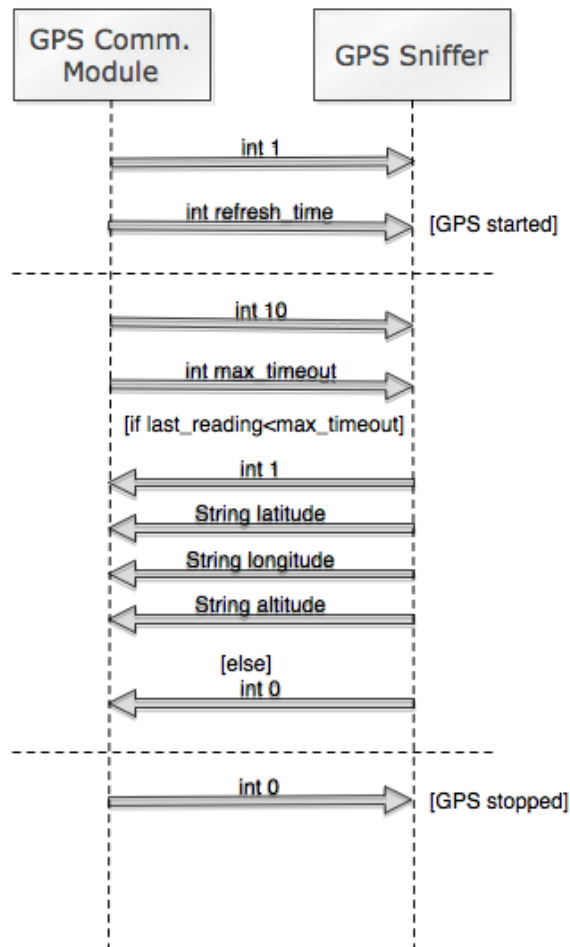 GPS Comm.
Module
GPS Sniffer
int 1
int refresh_time
[GPS started]
int 10
int max_timeout
[if last_reading<max_timeout]
int 1
String latitude
String longitude
String altitude
[else]
int 0
int 0
[GPS stopped]